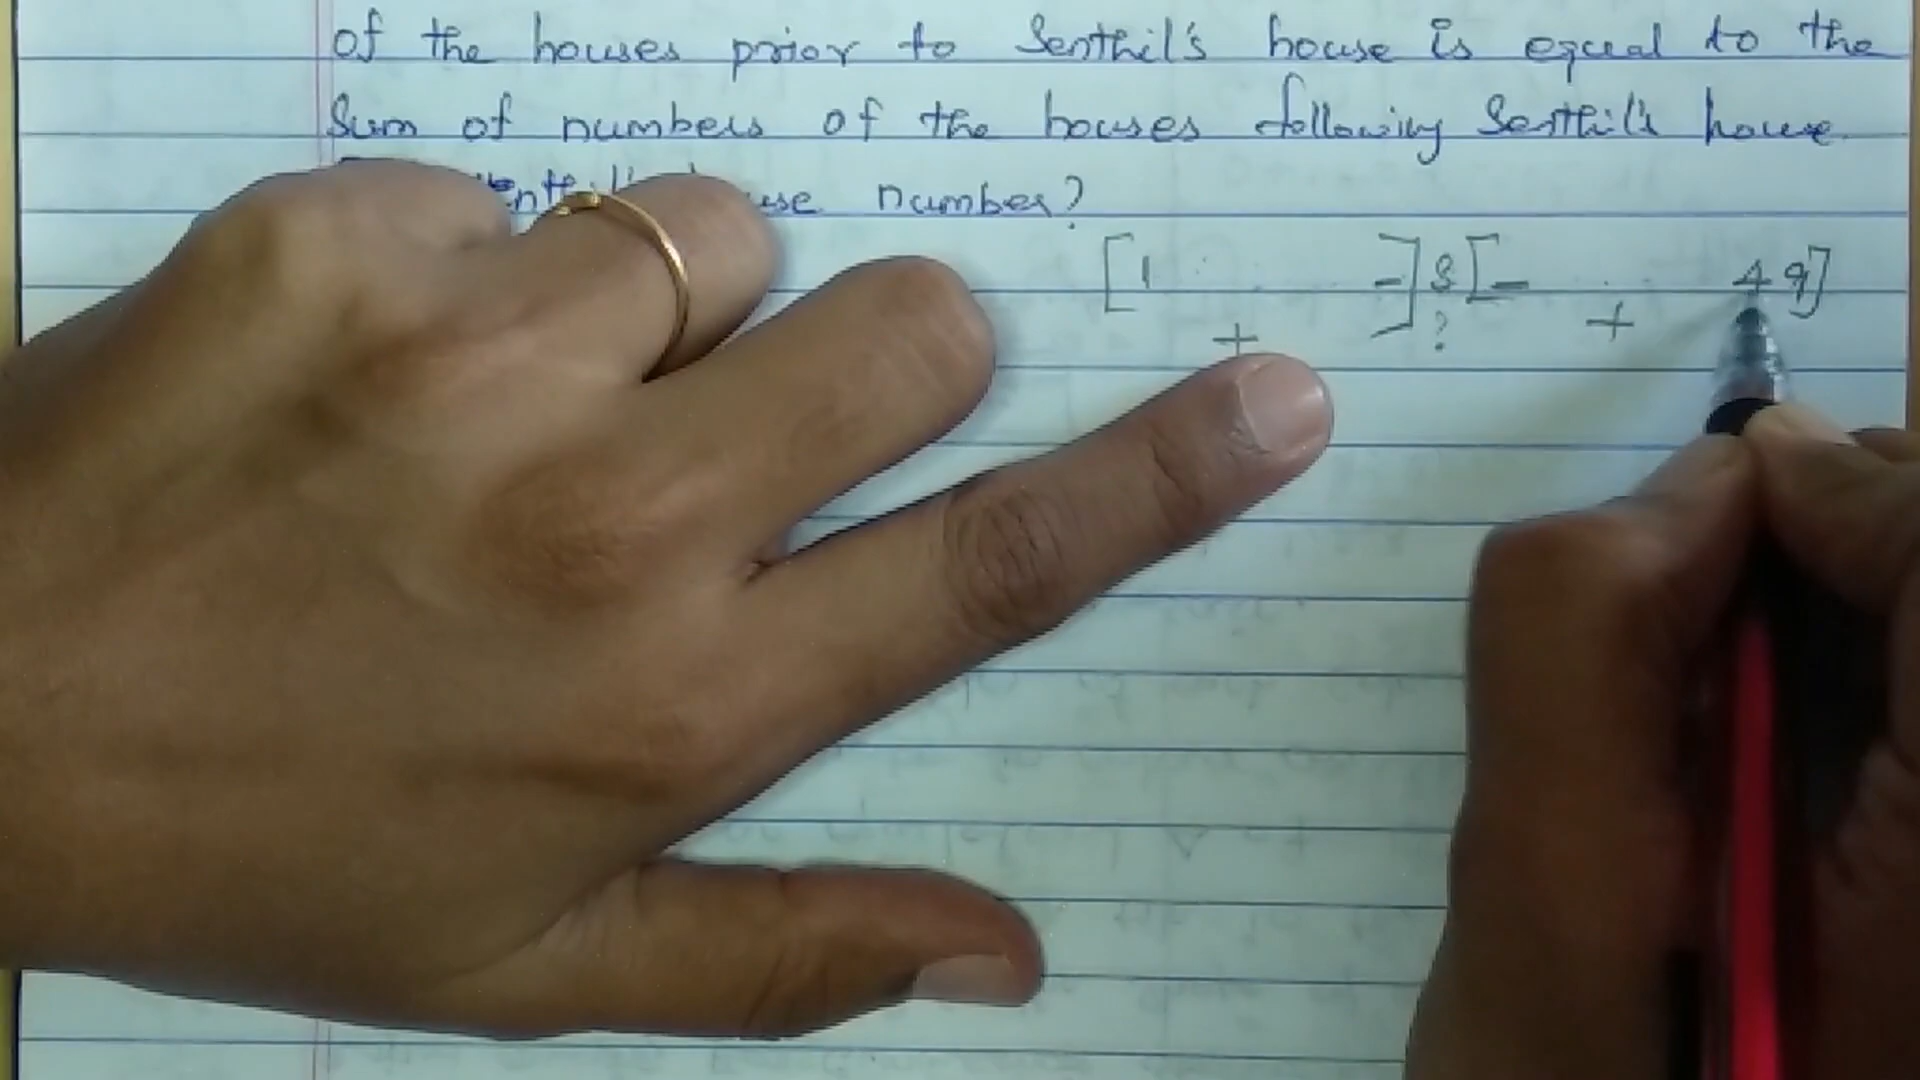 of the houses prior to Senthil's house is equal to the
Sum of numbers of the houses following Senthil's house.
number?
[1 . . . -] S [- . . 49]
+ ? +